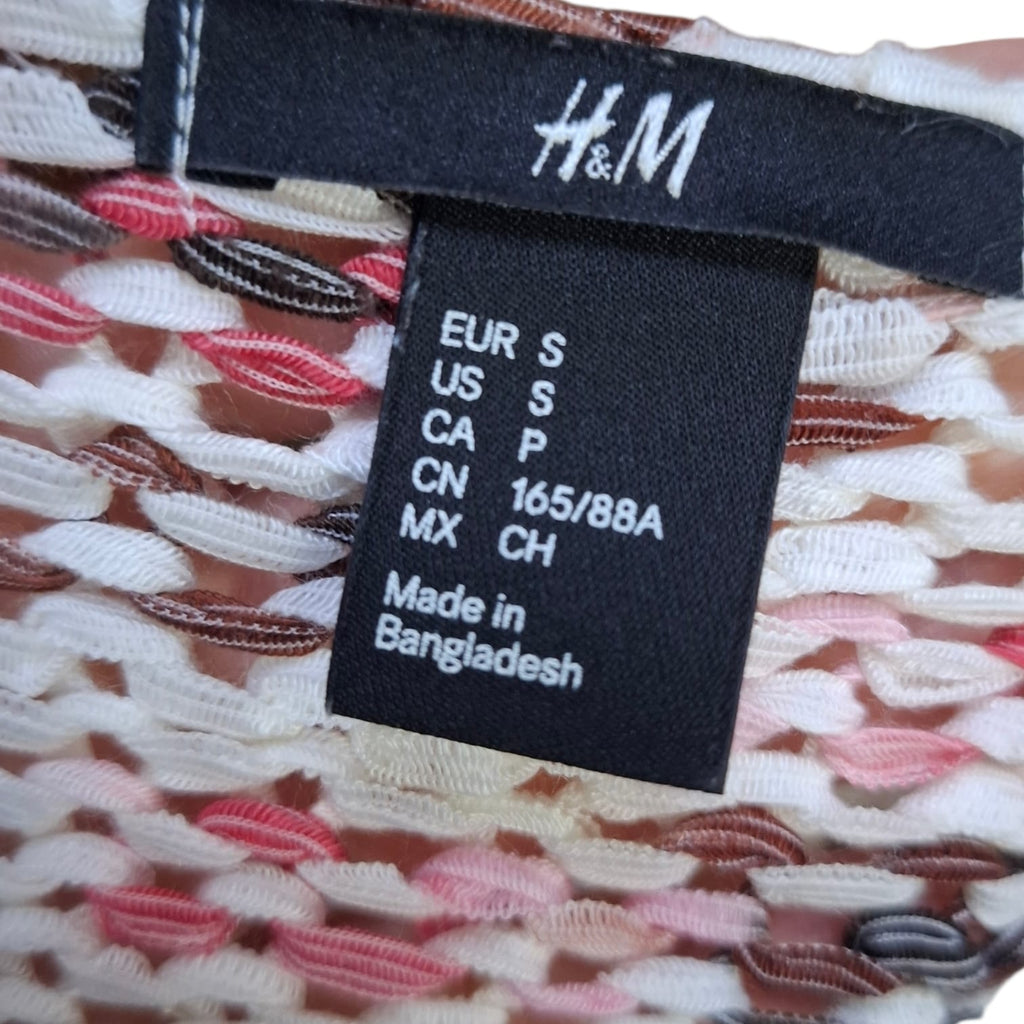 H&M
EUR S
US S
CA P
CN 165/88A
MX CH
Made in
Bangladesh